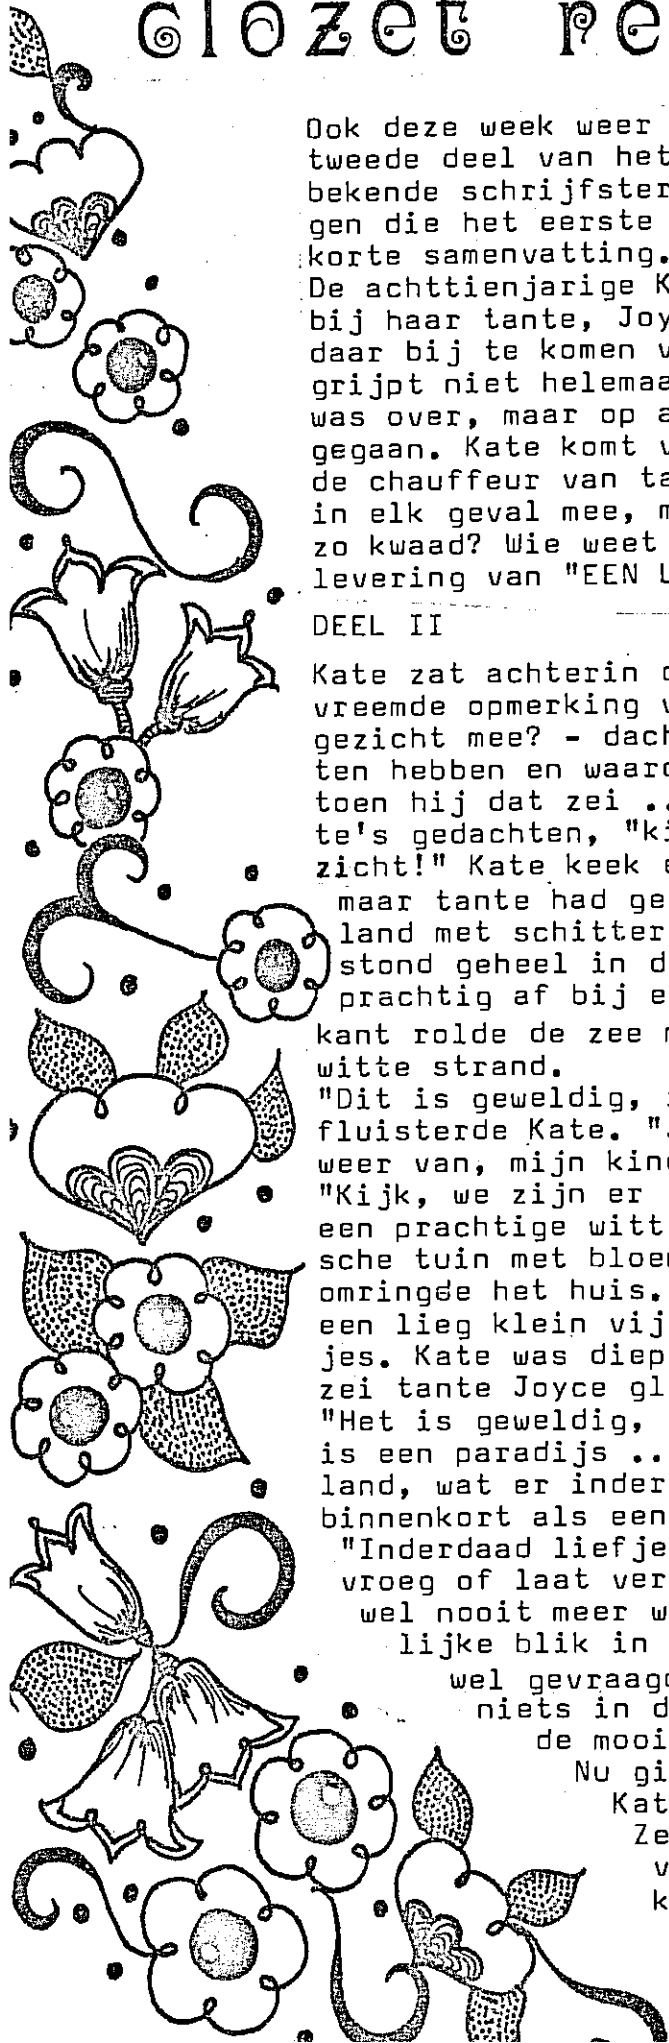 clozet re
Ook deze week weer
tweede deel van het
bekende schrijfster
gen die het eerste
korte samenvatting.
De achttienjarige K
bij haar tante, Joy
daar bij te komen v
grijpt niet helemaa
was over, maar op a
gegaan. Kate komt v
de chauffeur van ta
in elk geval mee, m
zo kwaad? Wie weet
levering van "EEN L
DEEL II
Kate zat achterin d
vreemde opmerking v
gezicht mee? - dach
ten hebben en waaro
toen hij dat zei ..
te's gedachten, "ki
zicht!" Kate keek e
maar tante had ge
land met schitter
stond geheel in d
prachtig af bij e
kant rolde de zee m
witte strand.
"Dit is geweldig,
fluisterde Kate. "
weer van, mijn kind
"Kijk, we zijn er
een prachtige witt
sche tuin met bloem
omringde het huis.
een lieg klein vij
jes. Kate was diep
zei tante Joyce gl
"Het is geweldig,
is een paradijs ..
land, wat er inder
binnenkort als een
"Inderdaad liefje
vroeg of laat ver
wel nooit meer w
lijke blik in
wel gevraagd
niets in d
de mooi
Nu gi
Kat
Ze
v
k